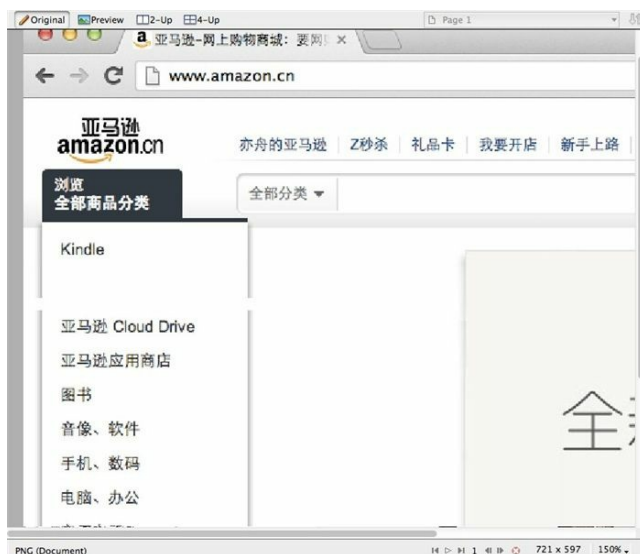 Original Preview 2-Up 4-Up Page 1
亚马逊-网上购物商城：要网
www.amazon.cn
亚马逊
amazon.cn
亦舟的亚马逊 Z秒杀 礼品卡 我要开店 新手上路
浏览
全部商品分类
全部分类
Kindle
亚马逊 Cloud Drive
亚马逊应用商店
图书
音像、软件
手机、数码
电脑、办公
全
PNG (Document) 1 721 x 597 150%